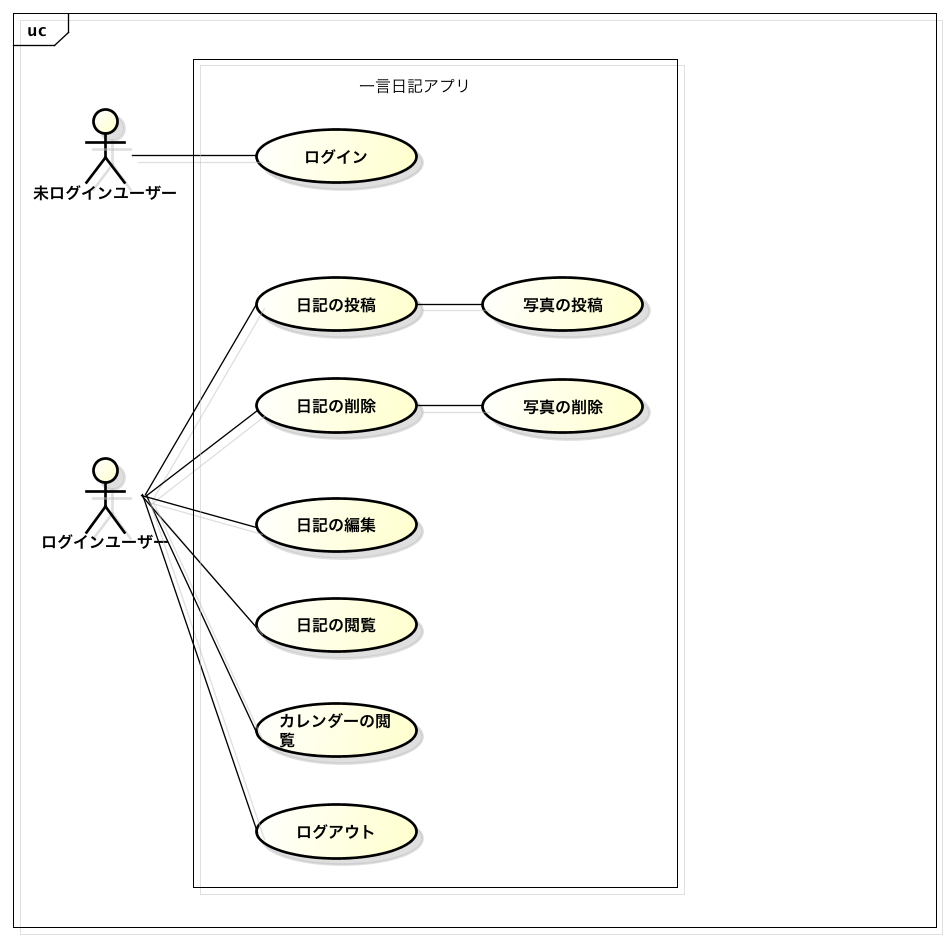 uc
一言日記アプリ
ログイン
未ログインユーザー
日記の投稿
写真の投稿
日記の削除
写真の削除
日記の編集
ログインユーザー
日記の閲覧
カレンダーの閲
覧
ログアウト